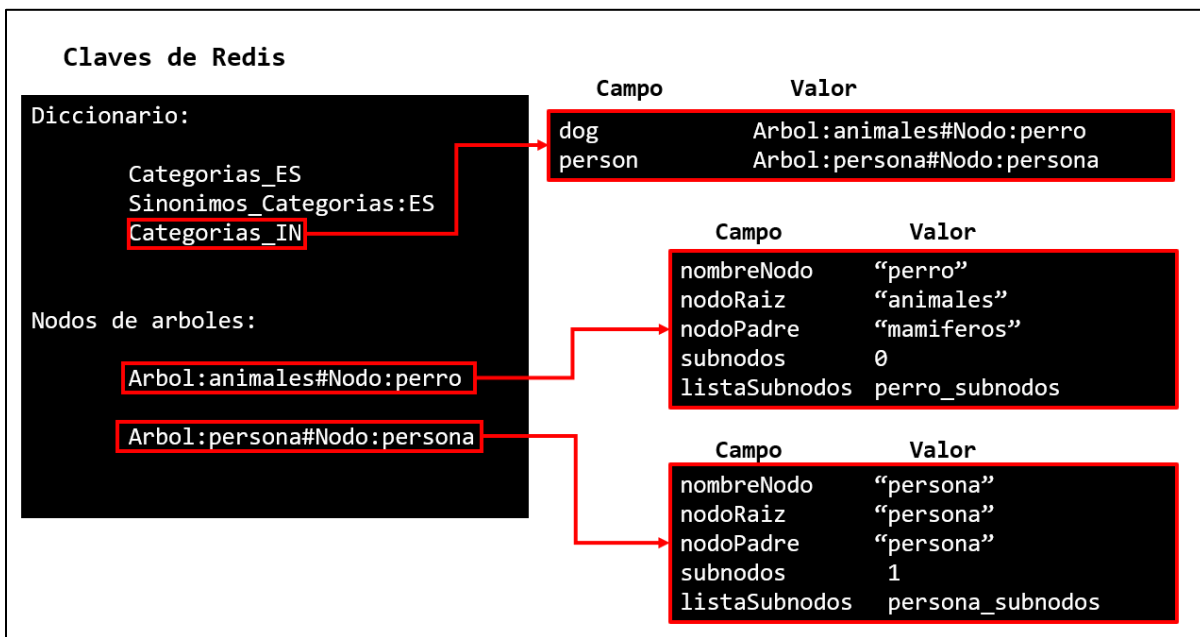 Claves de Redis
Diccionario:
Categorias_ES
Sinonimos_Categorias:ES
Categorias_IN
Nodos de arboles:
Arbol:animales#Nodo:perro
Arbol:persona#Nodo:persona
Campo Valor
dog Arbol:animales#Nodo:perro
person Arbol:persona#Nodo:persona
Campo Valor
nombreNodo “perro”
nodoRaiz “animales”
nodoPadre “mamiferos”
subnodos 0
listaSubnodos perro_subnodos
Campo Valor
nombreNodo “persona”
nodoRaiz “persona”
nodoPadre “persona”
subnodos 1
listaSubnodos persona_subnodos